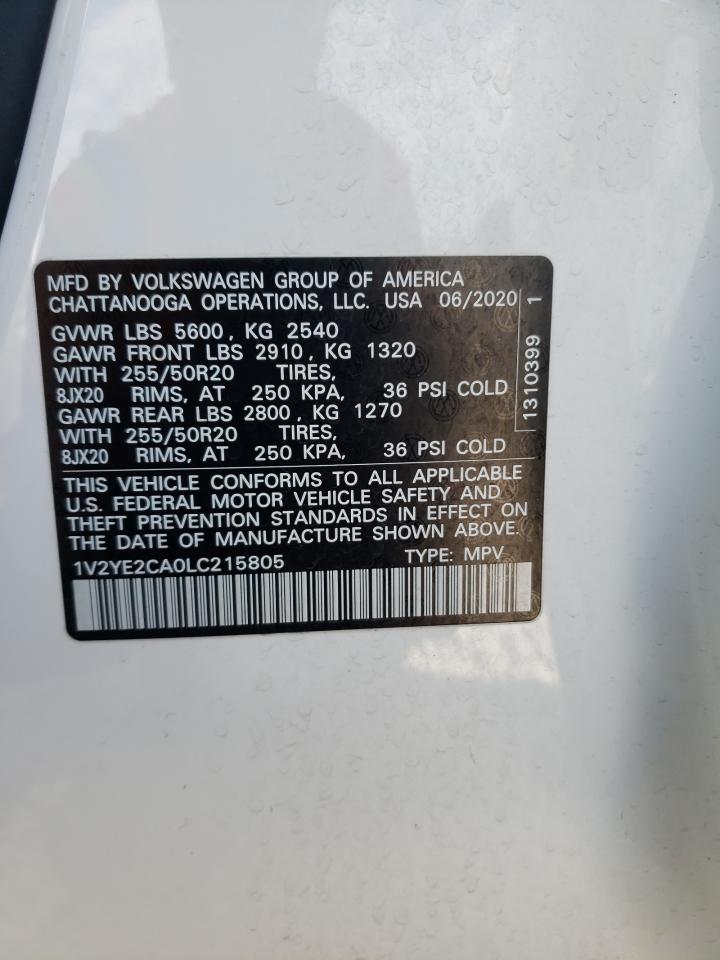 MFD BY VOLKSWAGEN GROUP OF AMERICA
CHATTANOOGA OPERATIONS, LLC. USA 06/2020
GVWR LBS 5600, KG 2540
GAWR FRONT LBS 2910, KG 1320
WITH 255/50R20 TIRES,
8JX20 RIMS, AT 250 KPA, 36 PSI COLD
GAWR REAR LBS 2800, KG 1270
WITH 255/50R20 TIRES,
8JX20 RIMS, AT 250 KPA, 36 PSI COLD
1310399 1
THIS VEHICLE CONFORMS TO ALL APPLICABLE
U.S. FEDERAL MOTOR VEHICLE SAFETY AND
THEFT PREVENTION STANDARDS IN EFFECT ON
THE DATE OF MANUFACTURE SHOWN ABOVE.
1V2YE2CA0LC215805 TYPE: MPV